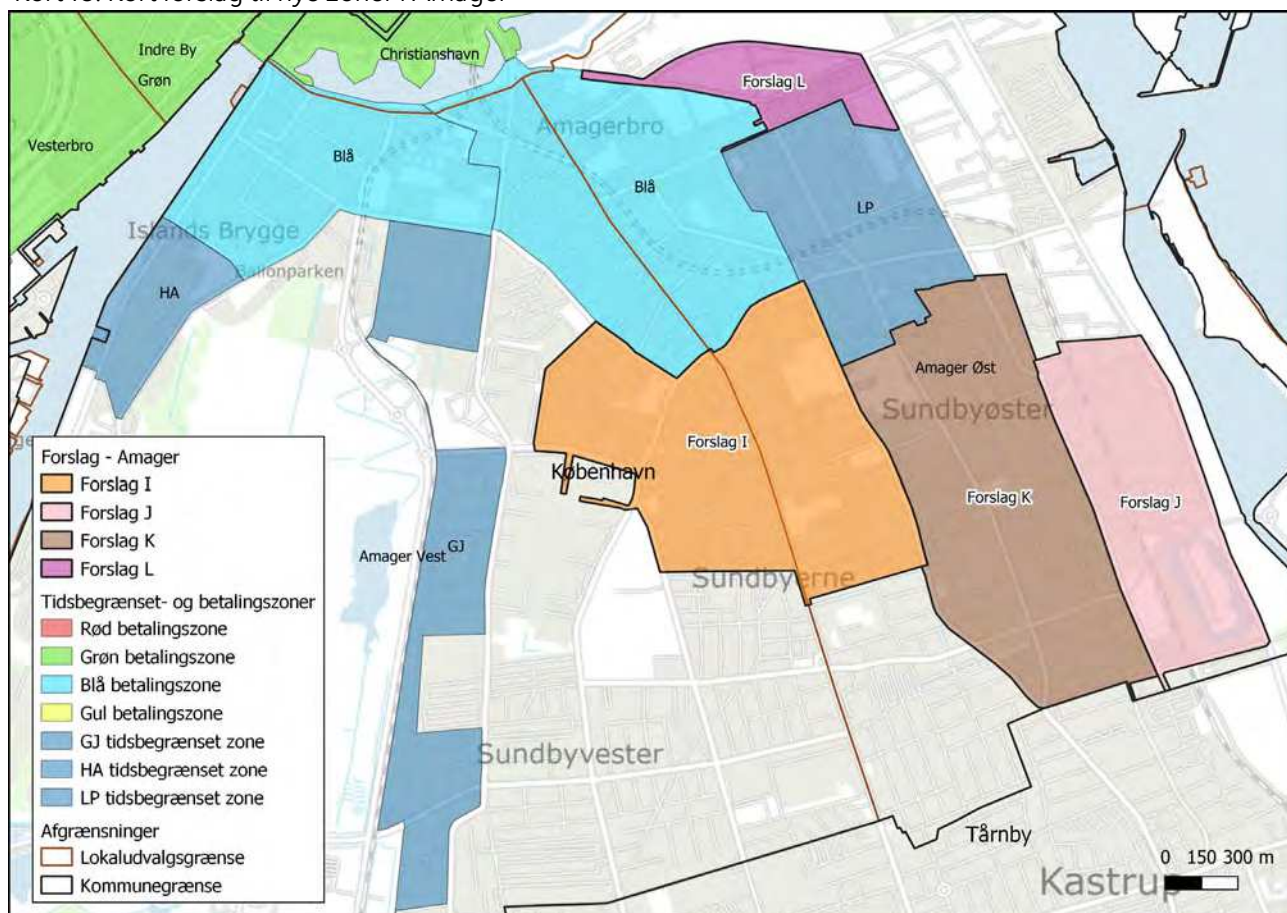 Indre By
Grøn
Christianshavn
Vesterbro
Forslag L
Amagerbro
Blå
Blå
LP
Islands Brygge
Ballonparken
HA
Amager Øst
Sundbyøster
Forslag I
København
Forslag K
Forslag J
Amager Vest
GJ
Sundbyerne
Sundbyvester
Tårnby
Kastrup
0 150 300 m
Forslag - Amager
Forslag I
Forslag J
Forslag K
Forslag L
Tidsbegrænset- og betalingszoner
Rød betalingszone
Grøn betalingszone
Blå betalingszone
Gul betalingszone
GJ tidsbegrænset zone
HA tidsbegrænset zone
LP tidsbegrænset zone
Afgrænsninger
Lokaludvalgsgrænse
Kommunegrænse